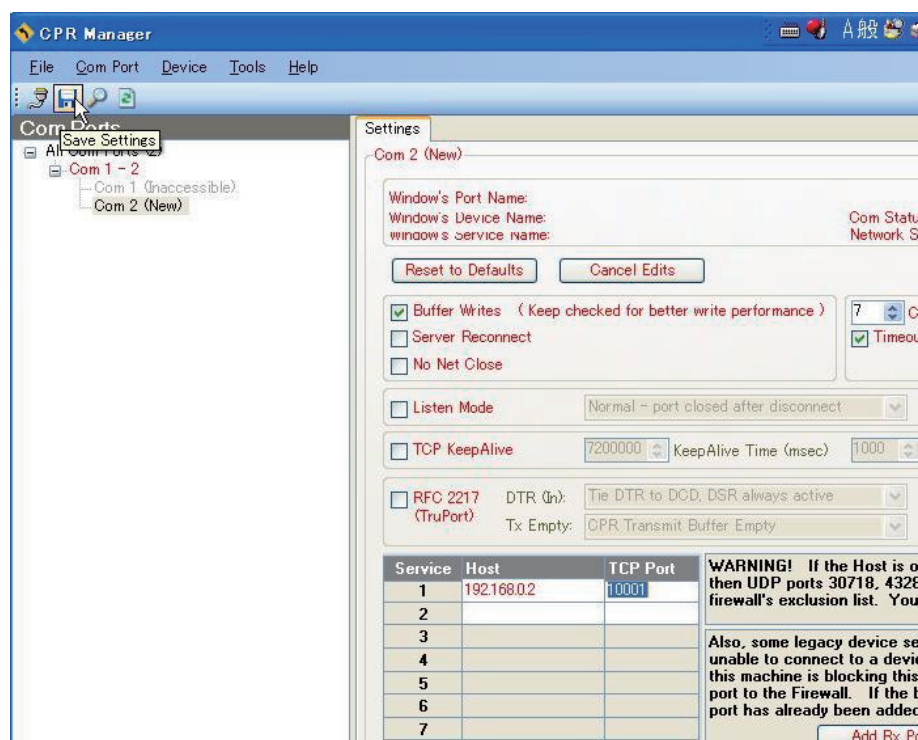 CPR Manager
A般
File Com Port Device Tools Help
Com Ports
Save Settings
All Com Ports (2)
Com 1 - 2
Com 1 (Inaccessible)
Com 2 (New)
Settings
Com 2 (New)
Window's Port Name:
Window's Device Name: Com Statu
Window's Service Name: Network S
Reset to Defaults Cancel Edits
Buffer Writes ( Keep checked for better write performance ) 7 C
Server Reconnect Timeou
No Net Close
Listen Mode Normal - port closed after disconnect
TCP KeepAlive 7200000 KeepAlive Time (msec) 1000
RFC 2217 DTR (In): Tie DTR to DCD, DSR always active
(TruPort) Tx Empty: CPR Transmit Buffer Empty
Service Host TCP Port
1 192.168.0.2 10001
2
3
4
5
6
7
WARNING! If the Host is o
then UDP ports 30718, 4328
firewall's exclusion list. You
Also, some legacy device se
unable to connect to a devi
this machine is blocking this
port to the Firewall. If the b
port has already been added
Add Rx Po